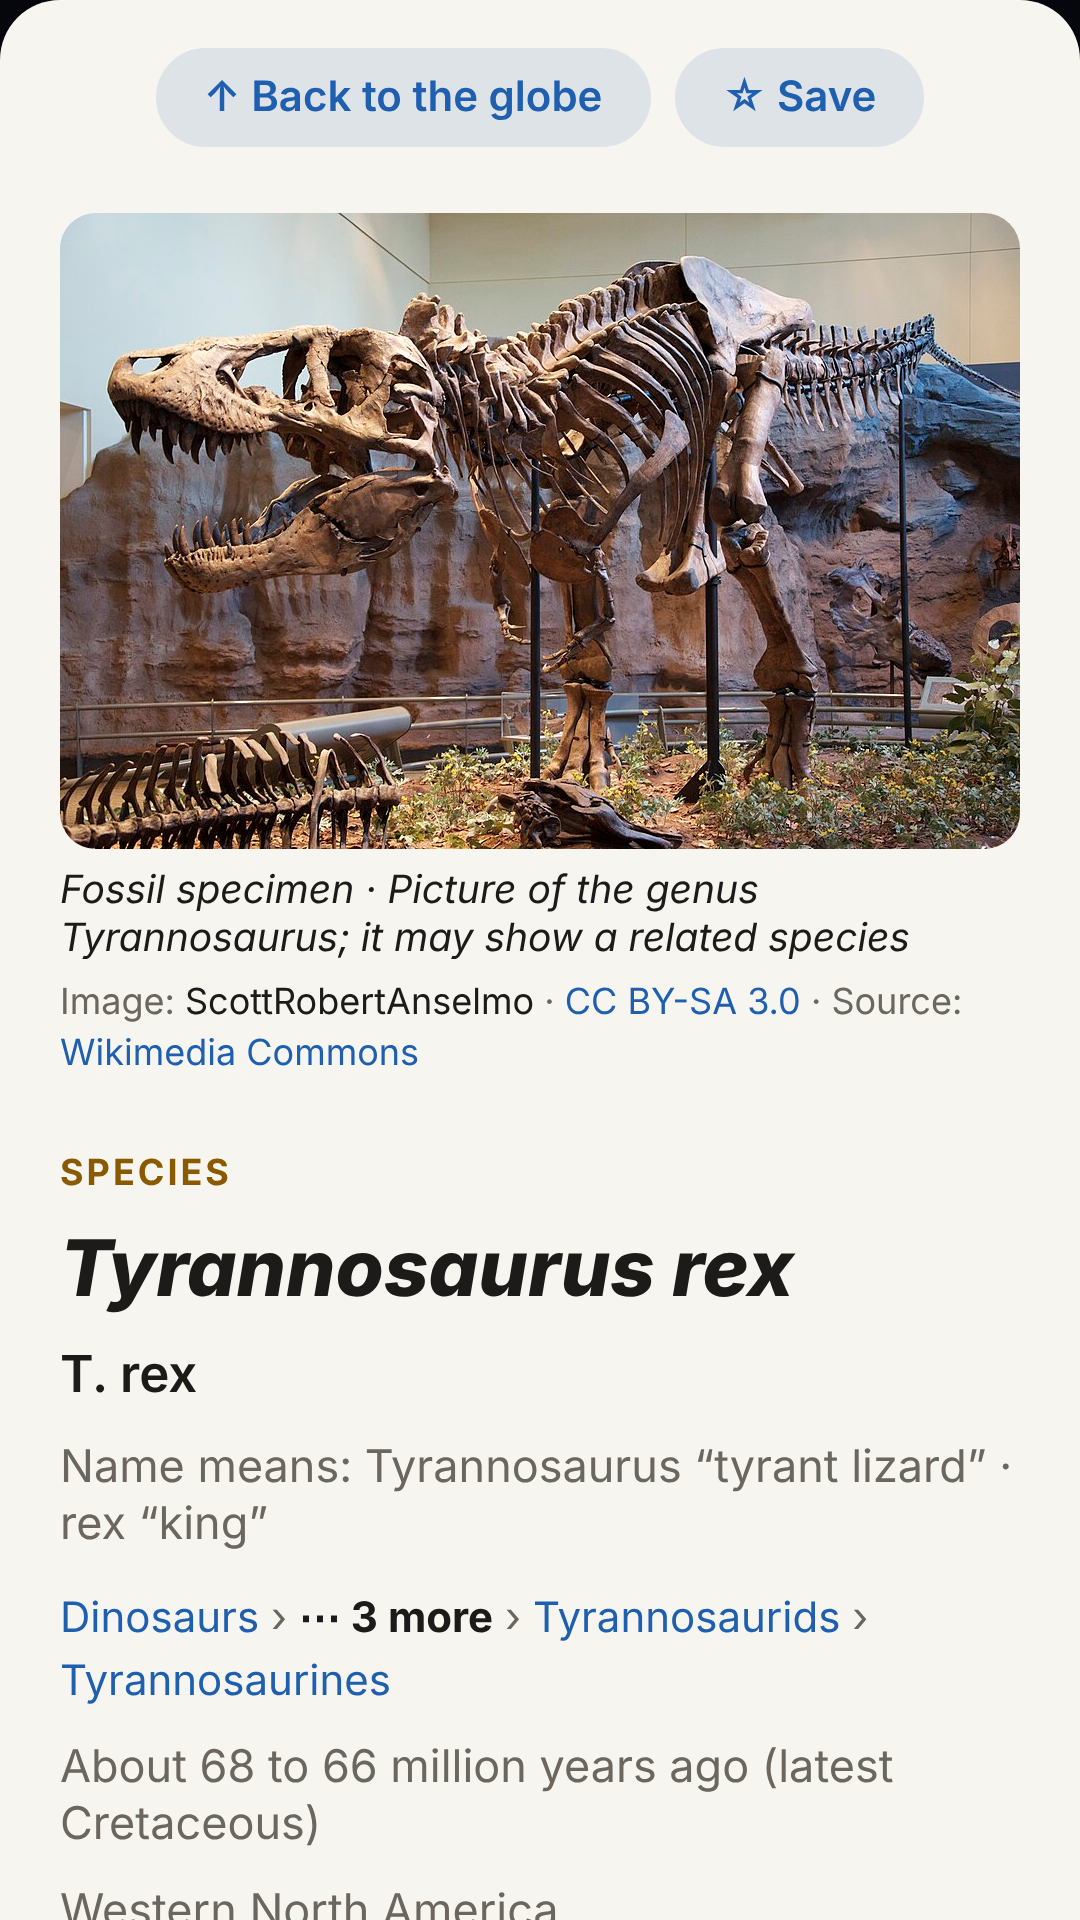 ↑ Back to the globe
☆ Save
Fossil specimen · Picture of the genus
Tyrannosaurus; it may show a related species
Image: ScottRobertAnselmo · CC BY-SA 3.0 · Source:
Wikimedia Commons
SPECIES
Tyrannosaurus rex
T. rex
Name means: Tyrannosaurus “tyrant lizard” ·
rex “king”
Dinosaurs › ··· 3 more › Tyrannosaurids ›
Tyrannosaurines
About 68 to 66 million years ago (latest
Cretaceous)
Western North America